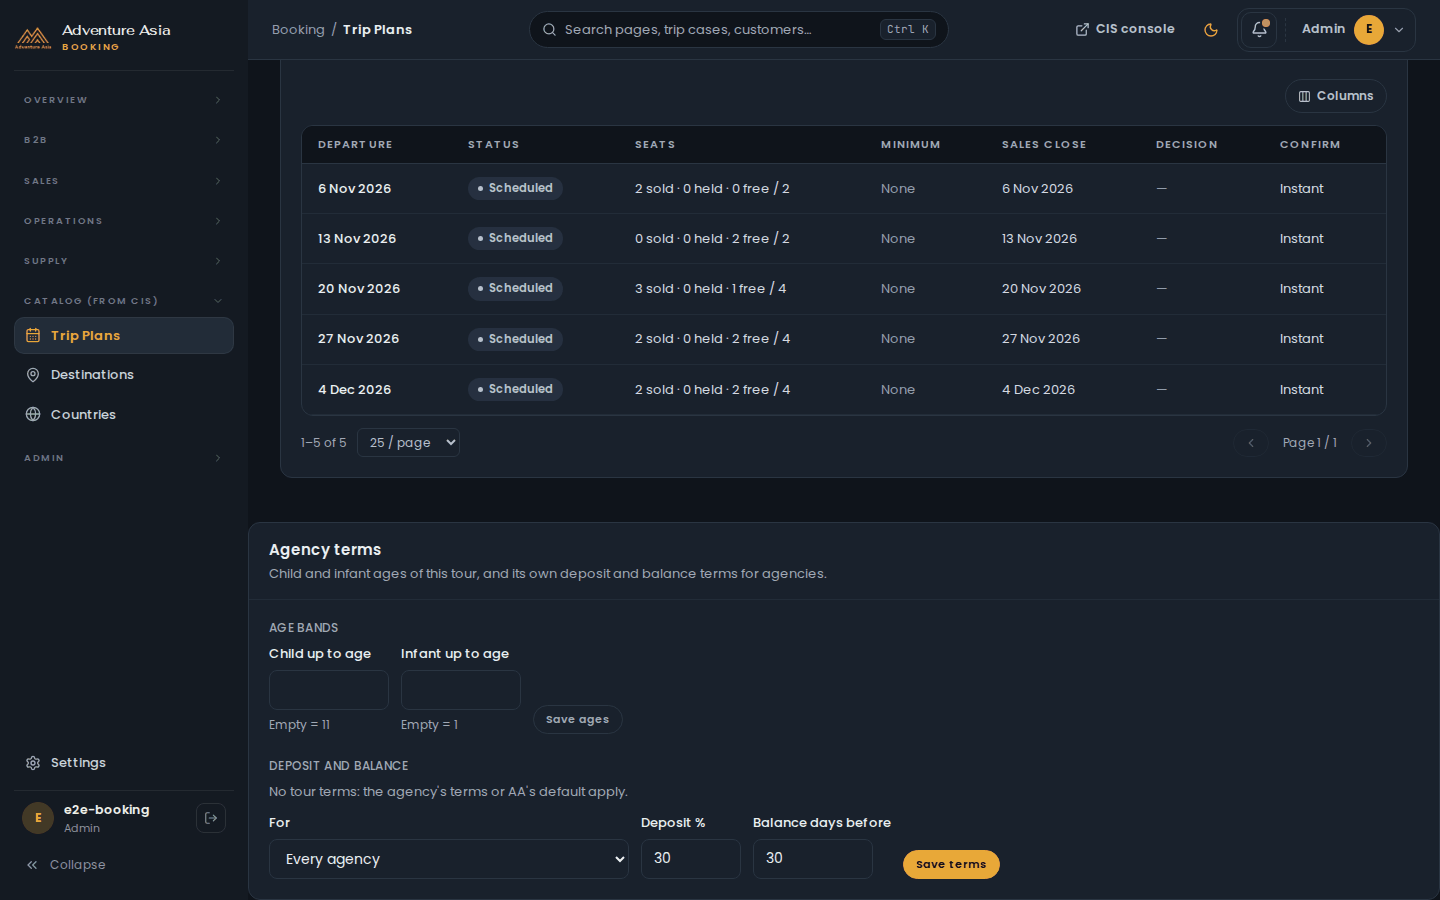 Adventure Asia
BOOKING
Adventure Asia
Booking / Trip Plans
Search pages, trip cases, customers...
Ctrl K
CIS console
Admin
E
OVERVIEW
B2B
SALES
OPERATIONS
SUPPLY
CATALOG (FROM CIS)
Trip Plans
Destinations
Countries
ADMIN
Settings
E
e2e-booking
Admin
Collapse
Columns
DEPARTURE STATUS SEATS MINIMUM SALES CLOSE DECISION CONFIRM
6 Nov 2026 Scheduled 2 sold · 0 held · 0 free / 2 None 6 Nov 2026 — Instant
13 Nov 2026 Scheduled 0 sold · 0 held · 2 free / 2 None 13 Nov 2026 — Instant
20 Nov 2026 Scheduled 3 sold · 0 held · 1 free / 4 None 20 Nov 2026 — Instant
27 Nov 2026 Scheduled 2 sold · 0 held · 2 free / 4 None 27 Nov 2026 — Instant
4 Dec 2026 Scheduled 2 sold · 0 held · 2 free / 4 None 4 Dec 2026 — Instant
1–5 of 5 25 / page Page 1 / 1
Agency terms
Child and infant ages of this tour, and its own deposit and balance terms for agencies.
AGE BANDS
Child up to age Infant up to age
Empty = 11 Empty = 1 Save ages
DEPOSIT AND BALANCE
No tour terms: the agency's terms or AA's default apply.
For Deposit % Balance days before
Every agency 30 30 Save terms